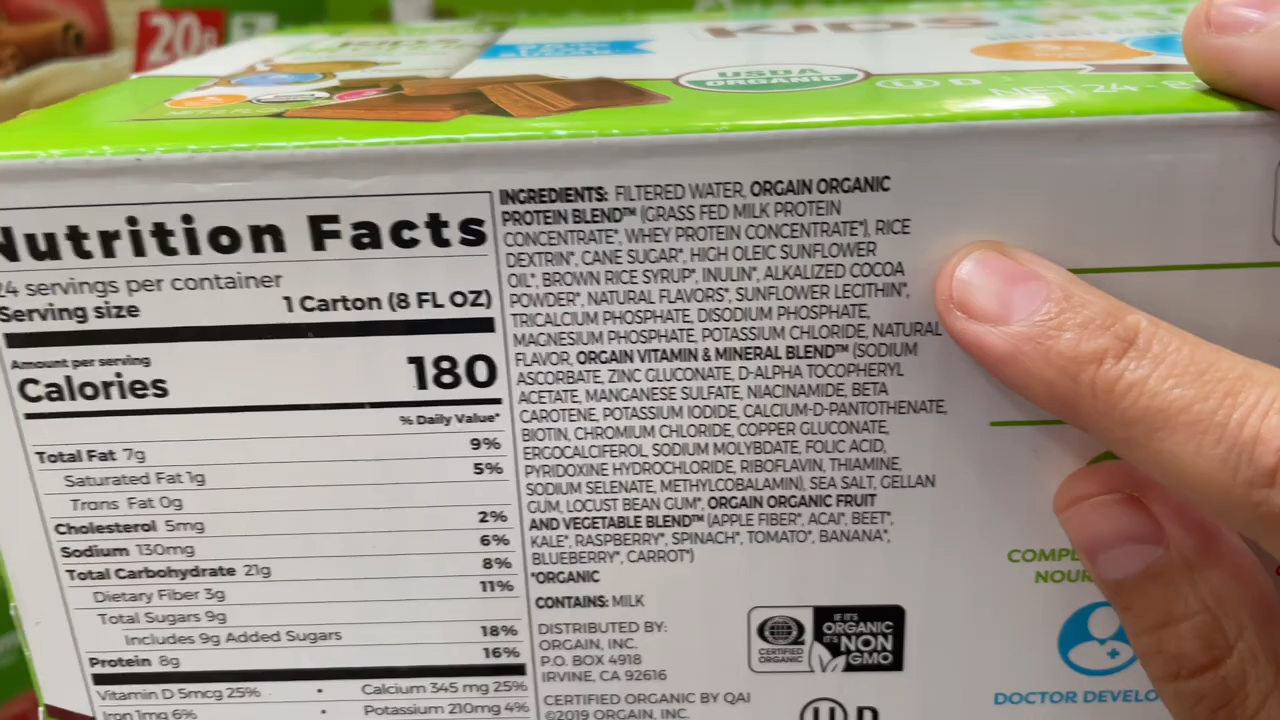 20g
KIDS
USDA
ORGANIC
U D
NET 24 - 8
Nutrition Facts
24 servings per container
Serving size 1 Carton (8 FL OZ)
Amount per serving
Calories 180
% Daily Value*
Total Fat 7g 9%
Saturated Fat 1g 5%
Trans Fat 0g
Cholesterol 5mg 2%
Sodium 130mg 6%
Total Carbohydrate 21g 8%
Dietary Fiber 3g 11%
Total Sugars 9g
Includes 9g Added Sugars 18%
Protein 8g 16%
Vitamin D 5mcg 25% • Calcium 345 mg 25%
Iron 1mg 6% • Potassium 210mg 4%
INGREDIENTS: FILTERED WATER, ORGAIN ORGANIC
PROTEIN BLEND™ (GRASS FED MILK PROTEIN
CONCENTRATE*, WHEY PROTEIN CONCENTRATE*), RICE
DEXTRIN*, CANE SUGAR*, HIGH OLEIC SUNFLOWER
OIL*, BROWN RICE SYRUP*, INULIN*, ALKALIZED COCOA
POWDER*, NATURAL FLAVORS*, SUNFLOWER LECITHIN*,
TRICALCIUM PHOSPHATE, DISODIUM PHOSPHATE,
MAGNESIUM PHOSPHATE, POTASSIUM CHLORIDE, NATURAL
FLAVOR, ORGAIN VITAMIN & MINERAL BLEND™ (SODIUM
ASCORBATE, ZINC GLUCONATE, D-ALPHA TOCOPHERYL
ACETATE, MANGANESE SULFATE, NIACINAMIDE, BETA
CAROTENE, POTASSIUM IODIDE, CALCIUM-D-PANTOTHENATE,
BIOTIN, CHROMIUM CHLORIDE, COPPER GLUCONATE,
ERGOCALCIFEROL, SODIUM MOLYBDATE, FOLIC ACID,
PYRIDOXINE HYDROCHLORIDE, RIBOFLAVIN, THIAMINE,
SODIUM SELENATE, METHYLCOBALAMIN), SEA SALT, GELLAN
GUM, LOCUST BEAN GUM*, ORGAIN ORGANIC FRUIT
AND VEGETABLE BLEND™ (APPLE FIBER*, ACAI*, BEET*,
KALE*, RASPBERRY*, SPINACH*, TOMATO*, BANANA*,
BLUEBERRY*, CARROT*)
*ORGANIC
CONTAINS: MILK
DISTRIBUTED BY:
ORGAIN, INC.
P.O. BOX 4918
IRVINE, CA 92616
CERTIFIED ORGANIC BY QAI
©2019 ORGAIN, INC.
CERTIFIED
ORGANIC
IF IT'S
ORGANIC
IT'S NON
GMO
U D
COMPL
NOUR
DOCTOR DEVELO